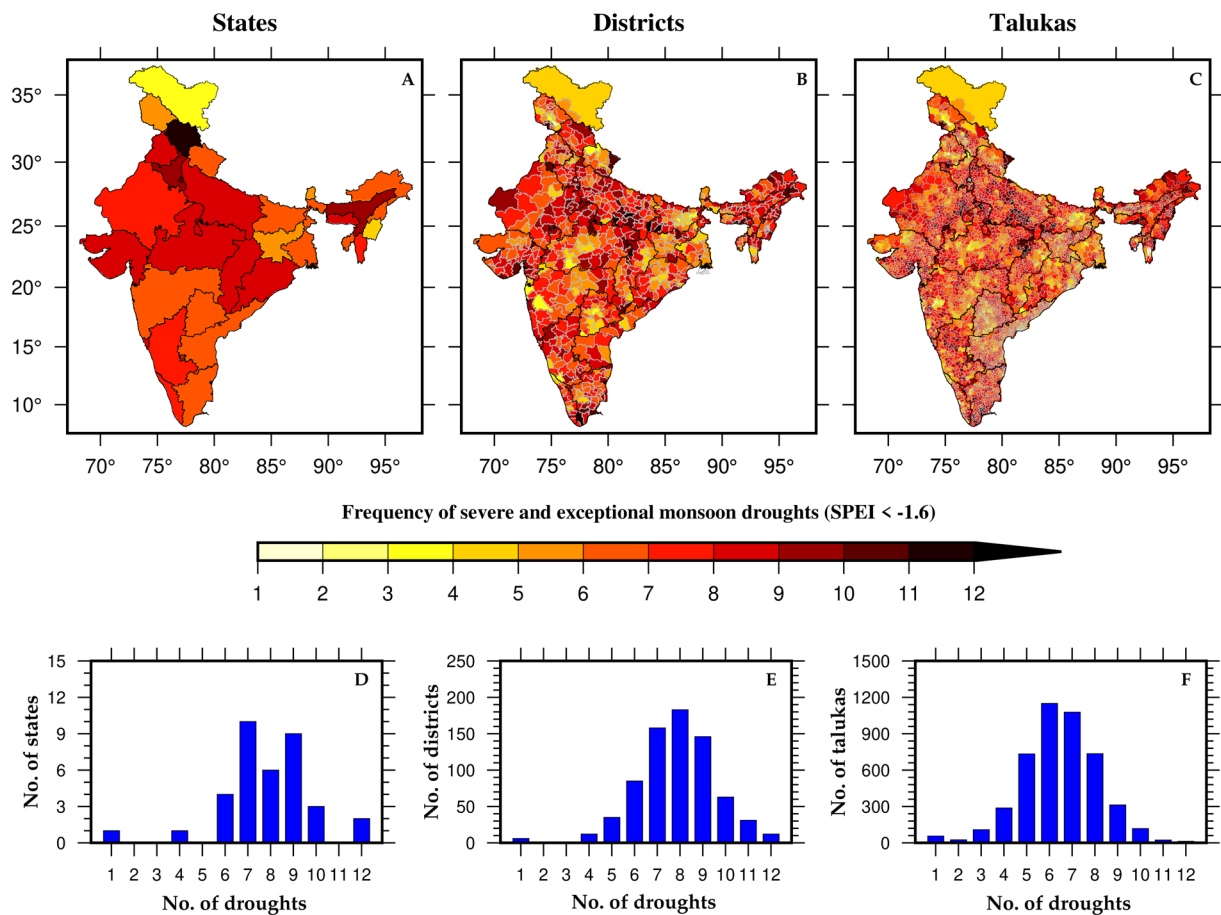 States
Districts
Talukas
A
B
C
35°
30°
25°
20°
15°
10°
70° 75° 80° 85° 90° 95°
70° 75° 80° 85° 90° 95°
70° 75° 80° 85° 90° 95°
Frequency of severe and exceptional monsoon droughts (SPEI < -1.6)
1 2 3 4 5 6 7 8 9 10 11 12
No. of states
15
12
9
6
3
0
D
1 2 3 4 5 6 7 8 9 10 11 12
No. of droughts
No. of districts
250
200
150
100
50
0
E
1 2 3 4 5 6 7 8 9 10 11 12
No. of droughts
No. of talukas
1500
1200
900
600
300
0
F
1 2 3 4 5 6 7 8 9 10 11 12
No. of droughts